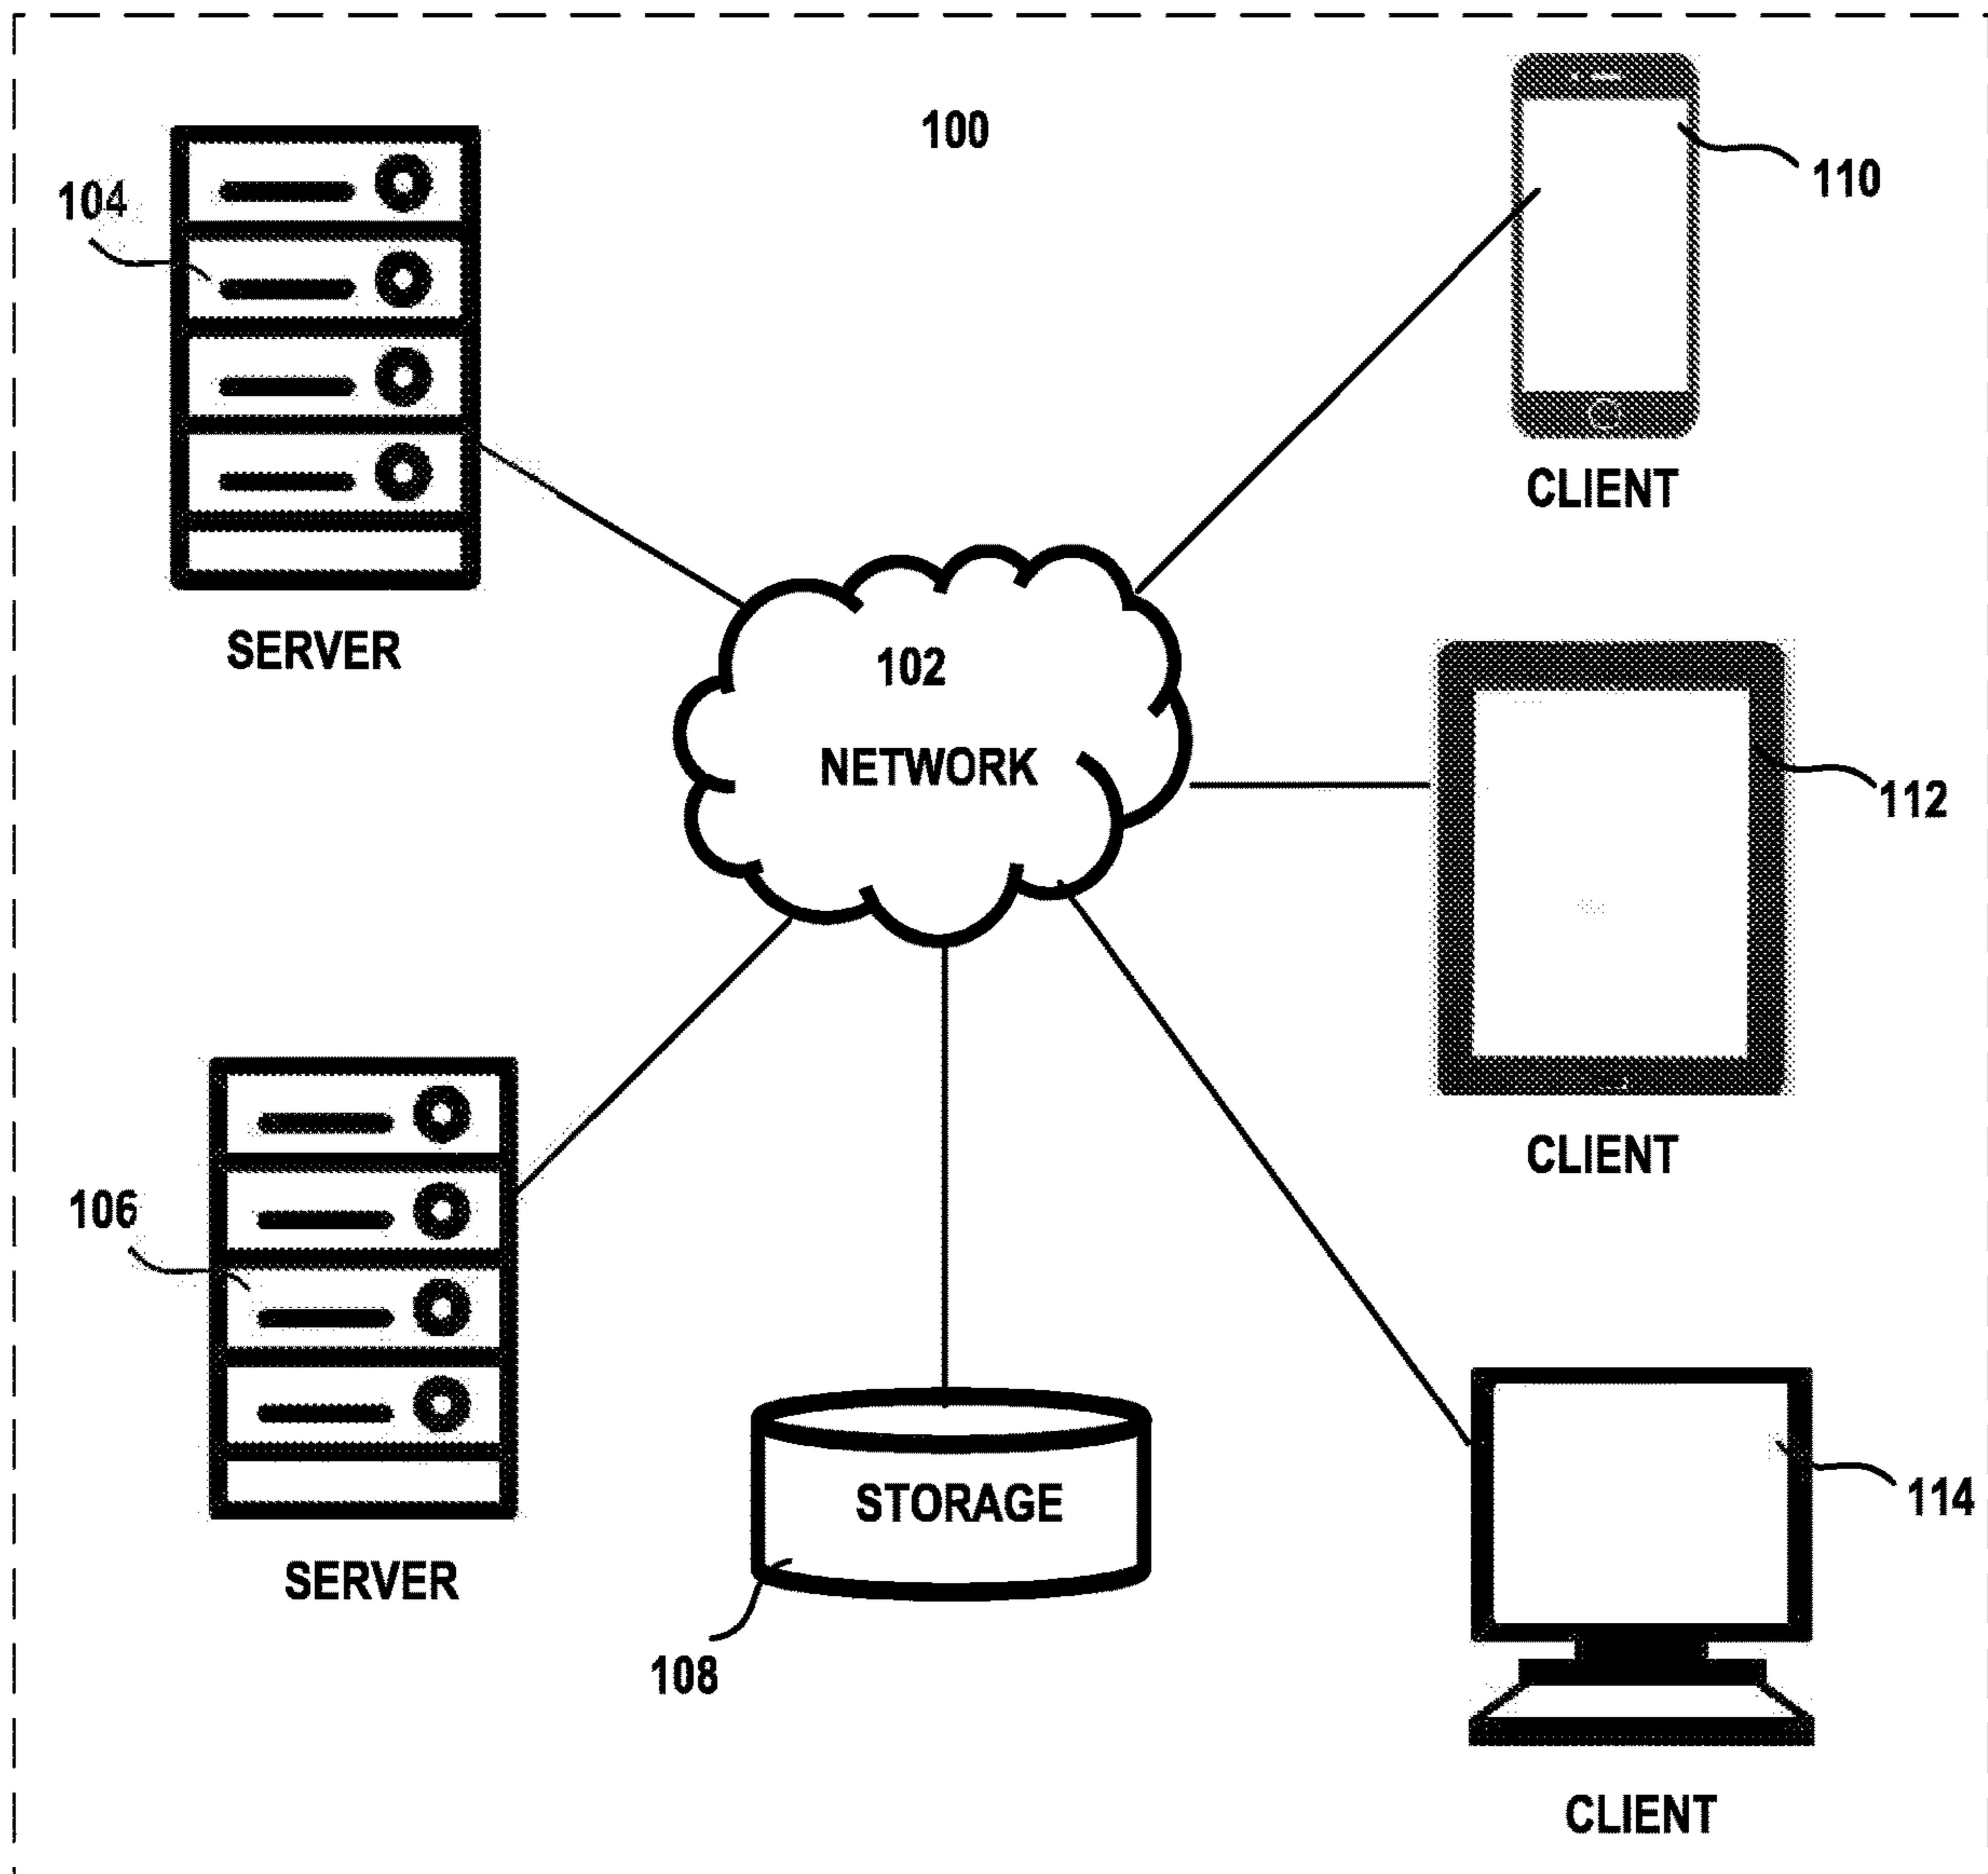 100
110
104
CLIENT
SERVER
102
NETWORK
112
CLIENT
106
STORAGE
114
SERVER
108
CLIENT